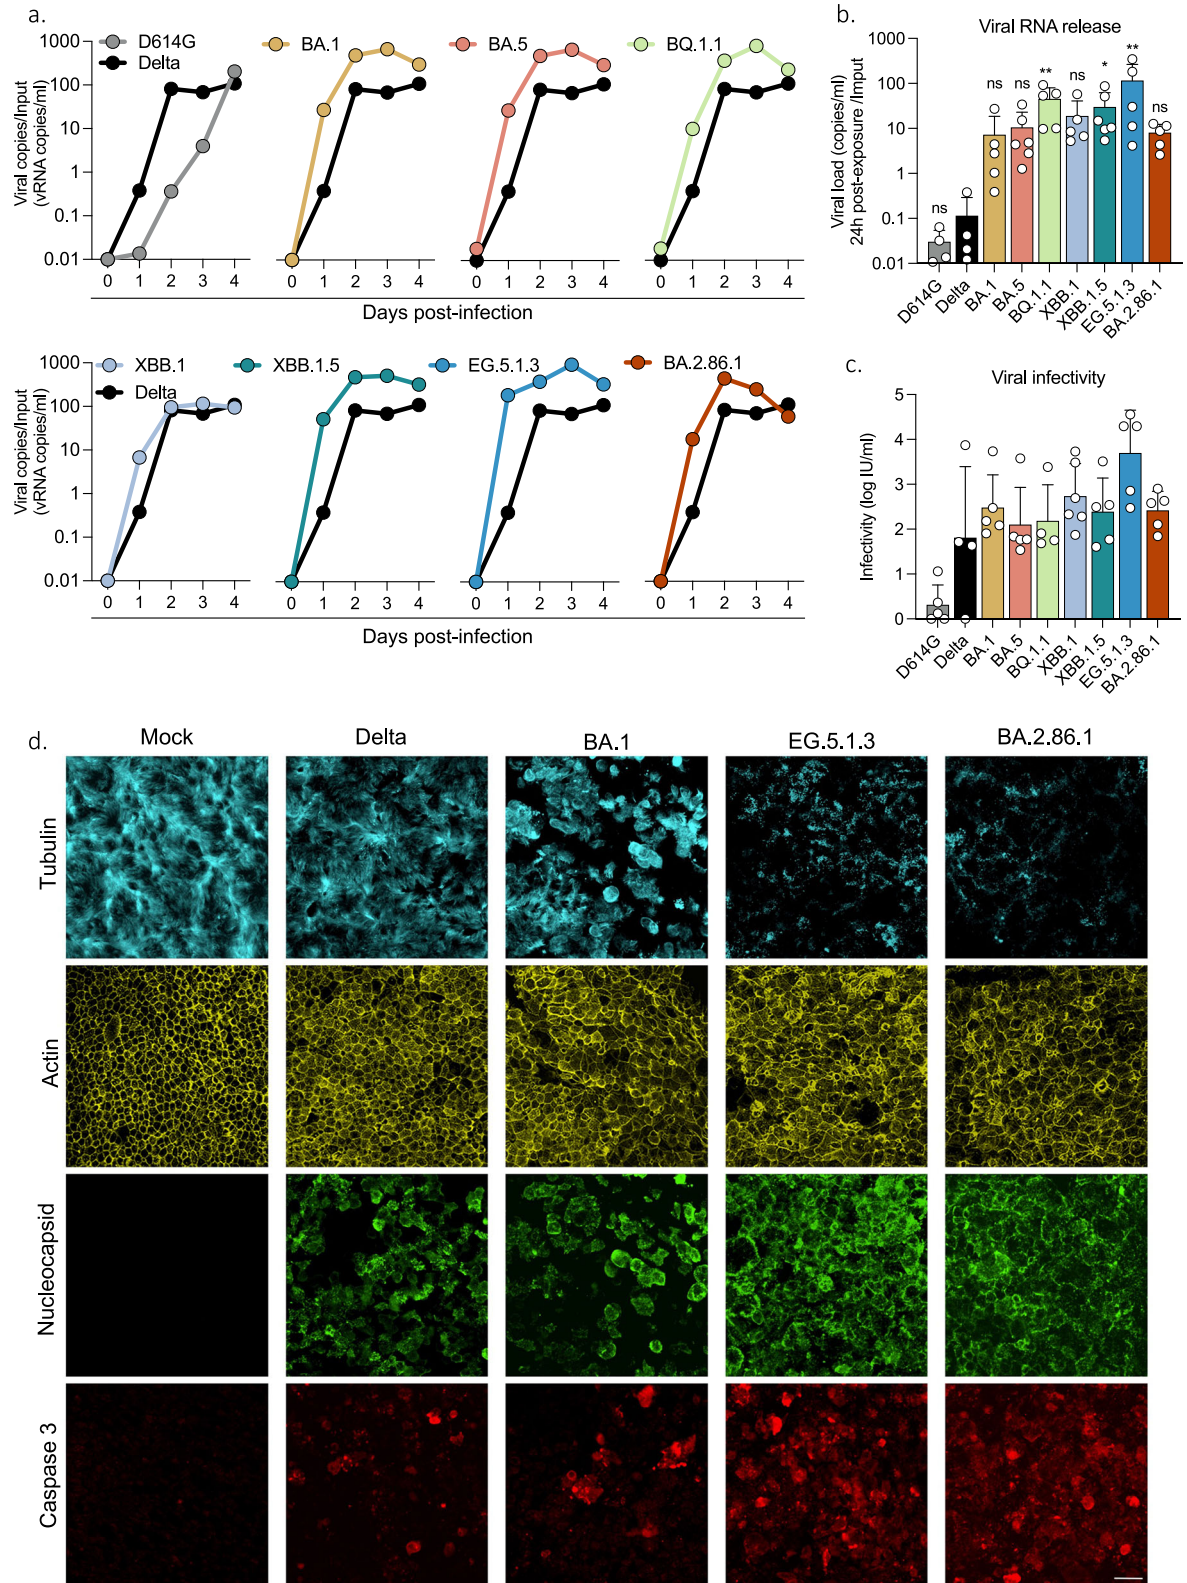 a.
D614G
Delta
BA.1
BA.5
BQ.1.1
Viral copies/Input
(vRNA copies/ml)
1000
100
10
1
0.1
0.01
0 1 2 3 4
0 1 2 3 4
0 1 2 3 4
0 1 2 3 4
Days post-infection
XBB.1
Delta
XBB.1.5
EG.5.1.3
BA.2.86.1
Viral copies/Input
(vRNA copies/ml)
1000
100
10
1
0.1
0.01
0 1 2 3 4
0 1 2 3 4
0 1 2 3 4
0 1 2 3 4
Days post-infection
b.
Viral RNA release
Viral load (copies/ml)
24h post-exposure /Imput
1000
100
10
1
0.1
0.01
ns ns ns ** ns * ** ns
D614G
Delta
BA.1
BA.5
BQ.1.1
XBB.1
XBB.1.5
EG.5.1.3
BA.2.86.1
c.
Viral infectivity
Infectivity (log IU/ml)
5
4
3
2
1
0
D614G
Delta
BA.1
BA.5
BQ.1.1
XBB.1
XBB.1.5
EG.5.1.3
BA.2.86.1
d.
Mock Delta BA.1 EG.5.1.3 BA.2.86.1
Tubulin
Actin
Nucleocapsid
Caspase 3